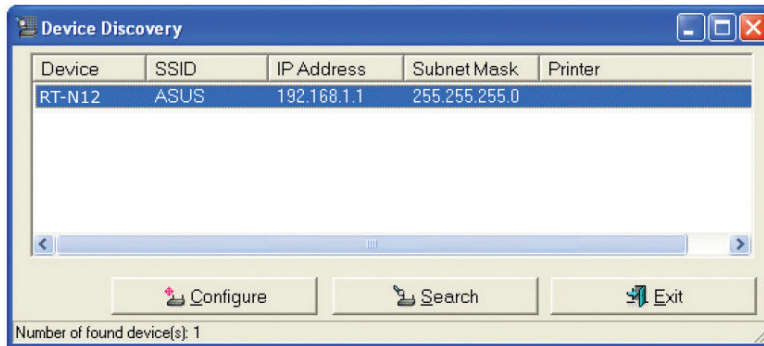 Device Discovery
Device SSID IP Address Subnet Mask Printer
RT-N12 ASUS 192.168.1.1 255.255.255.0
Configure Search Exit
Number of found device(s): 1